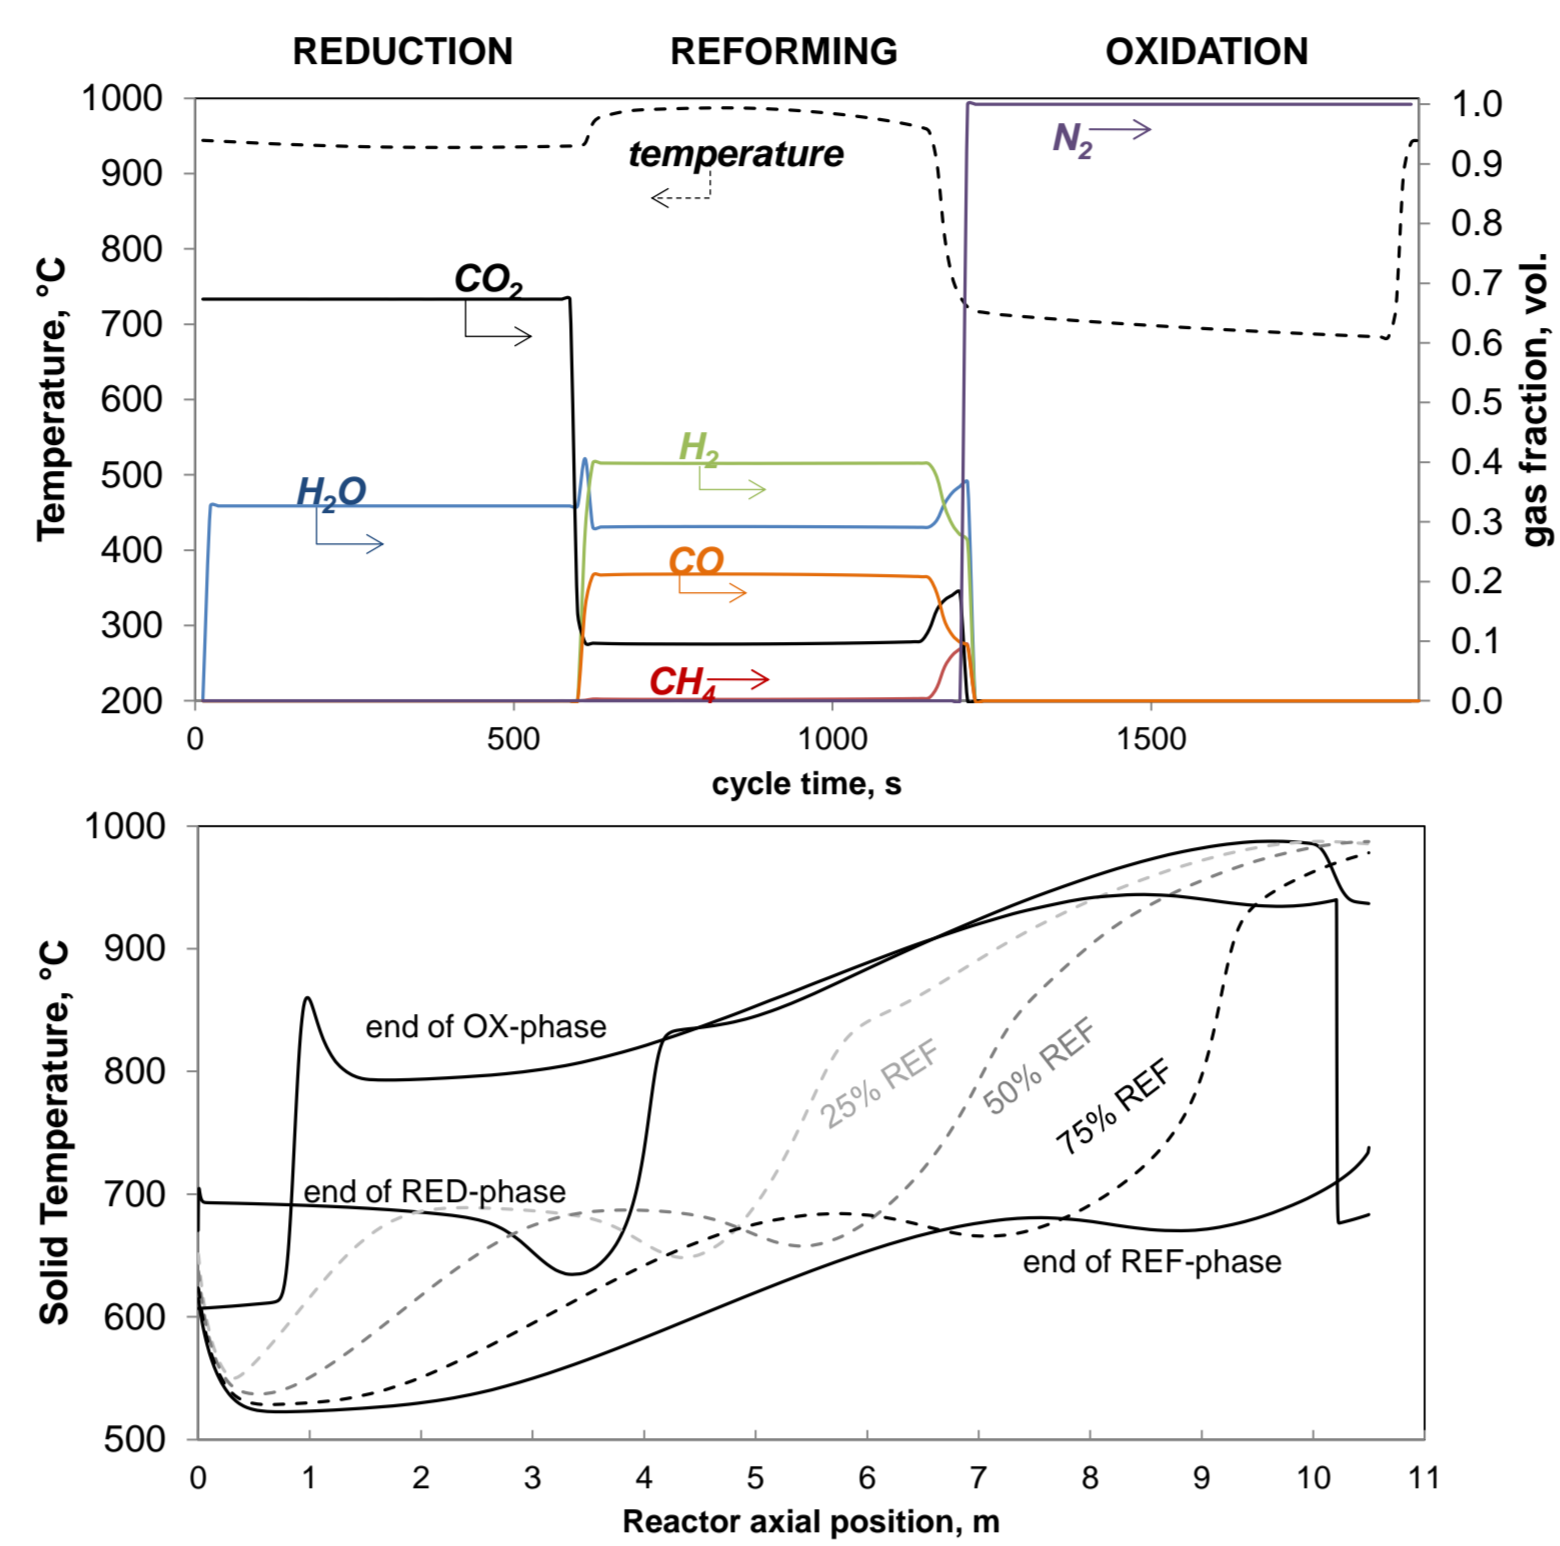 REDUCTION REFORMING OXIDATION
1000 1.0
N2
temperature
900 0.9
800 0.8
CO2
700 0.7
600 0.6
500 0.5
H2
400 0.4
H2O
300 0.3
CO
200 0.2
CH4
0.1
0.0
0 500 1000 1500
Temperature, °C
gas fraction, vol.
cycle time, s
1000
900
end of OX-phase
800
25% REF
50% REF
75% REF
700
end of RED-phase
end of REF-phase
600
500
0 1 2 3 4 5 6 7 8 9 10 11
Solid Temperature, °C
Reactor axial position, m